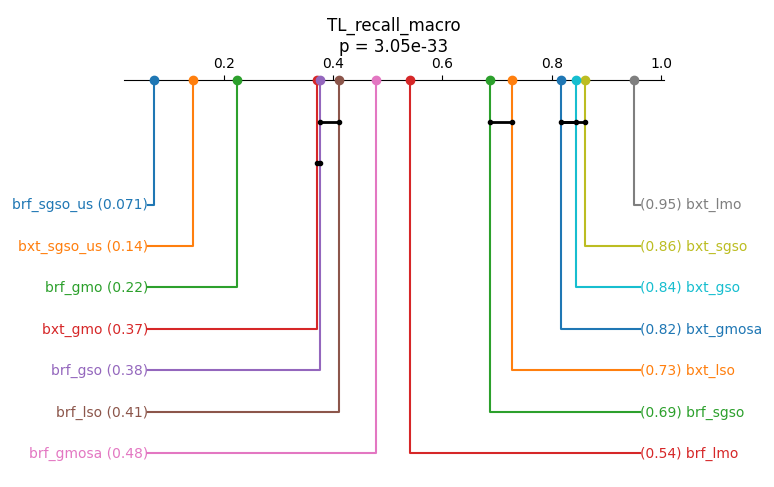 TL_recall_macro
p = 3.05e-33
0.2 0.4 0.6 0.8 1.0
brf_sgso_us (0.071) (0.95) bxt_lmo
bxt_sgso_us (0.14) (0.86) bxt_sgso
brf_gmo (0.22) (0.84) bxt_gso
bxt_gmo (0.37) (0.82) bxt_gmosa
brf_gso (0.38) (0.73) bxt_lso
brf_lso (0.41) (0.69) brf_sgso
brf_gmosa (0.48) (0.54) brf_lmo